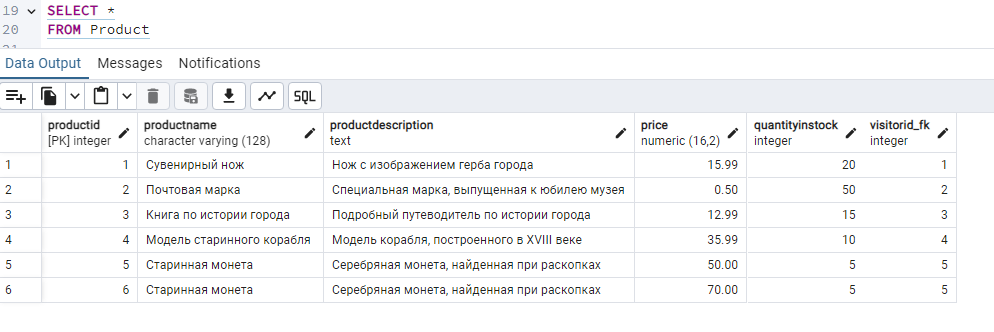 19 SELECT *
20 FROM Product
Data Output Messages Notifications
SQL
productid productname productdescription price quantityinstock visitorid_fk
[PK] integer character varying (128) text numeric (16,2) integer integer
1 1 Сувенирный нож Нож с изображением герба города 15.99 20 1
2 2 Почтовая марка Специальная марка, выпущенная к юбилею музея 0.50 50 2
3 3 Книга по истории города Подробный путеводитель по истории города 12.99 15 3
4 4 Модель старинного корабля Модель корабля, построенного в XVIII веке 35.99 10 4
5 5 Старинная монета Серебряная монета, найденная при раскопках 50.00 5 5
6 6 Старинная монета Серебряная монета, найденная при раскопках 70.00 5 5